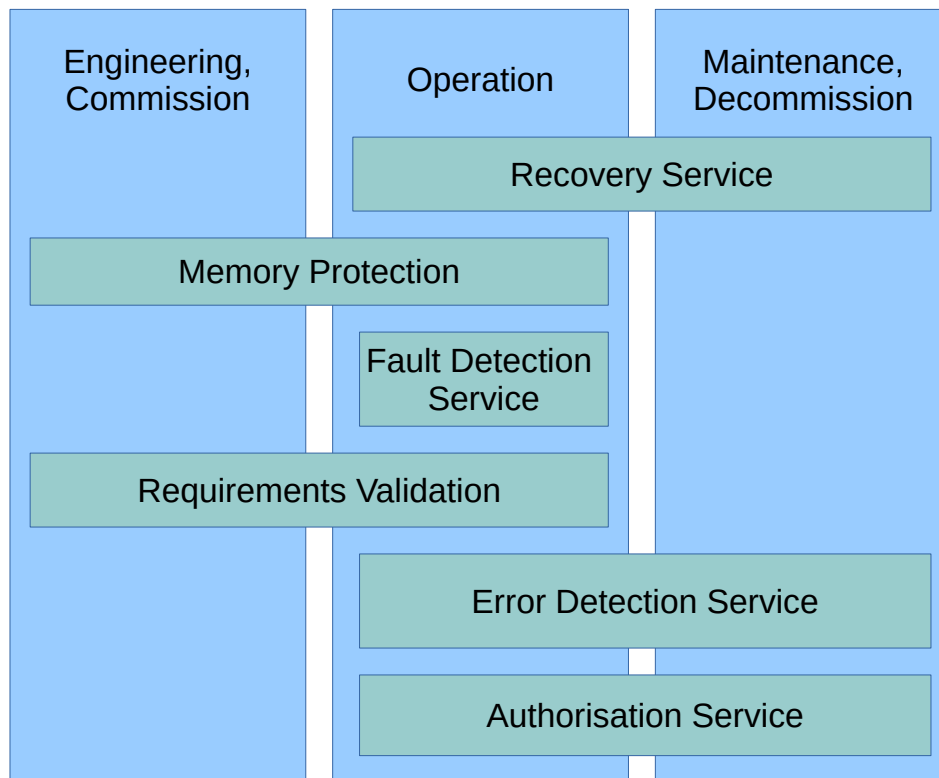 Engineering,
Commission
Operation
Maintenance,
Decommission
Recovery Service
Memory Protection
Fault Detection
Service
Requirements Validation
Error Detection Service
Authorisation Service